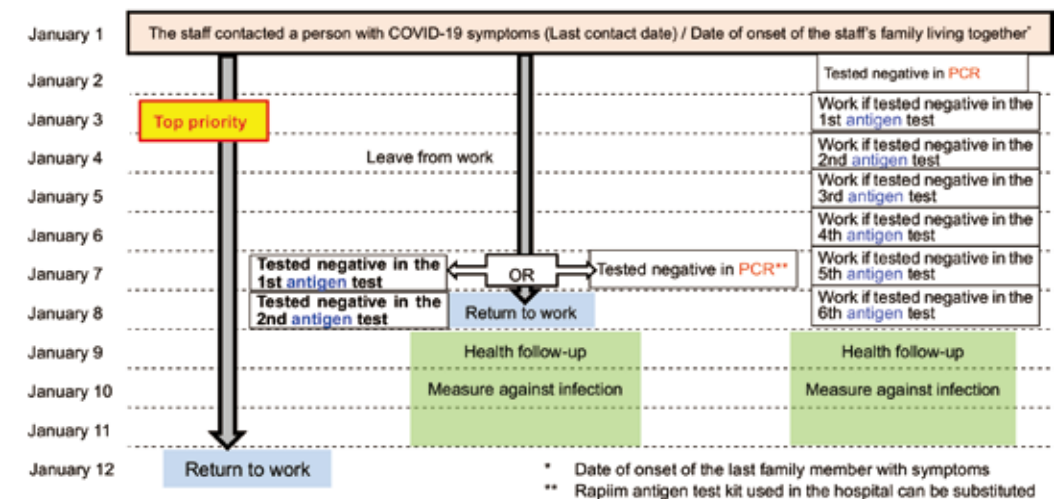 January 1
The staff contacted a person with COVID-19 symptoms (Last contact date) / Date of onset of the staff's family living together*
January 2
Tested negative in PCR
January 3
Top priority
Work if tested negative in the
1st antigen test
January 4
Leave from work
Work if tested negative in the
2nd antigen test
January 5
Work if tested negative in the
3rd antigen test
January 6
Work if tested negative in the
4th antigen test
January 7
Tested negative in the
1st antigen test
OR
Tested negative in PCR**
Work if tested negative in the
5th antigen test
January 8
Tested negative in the
2nd antigen test
Return to work
Work if tested negative in the
6th antigen test
January 9
Health follow-up
Health follow-up
January 10
Measure against infection
Measure against infection
January 11
January 12
Return to work
* Date of onset of the last family member with symptoms
** Rapiim antigen test kit used in the hospital can be substituted